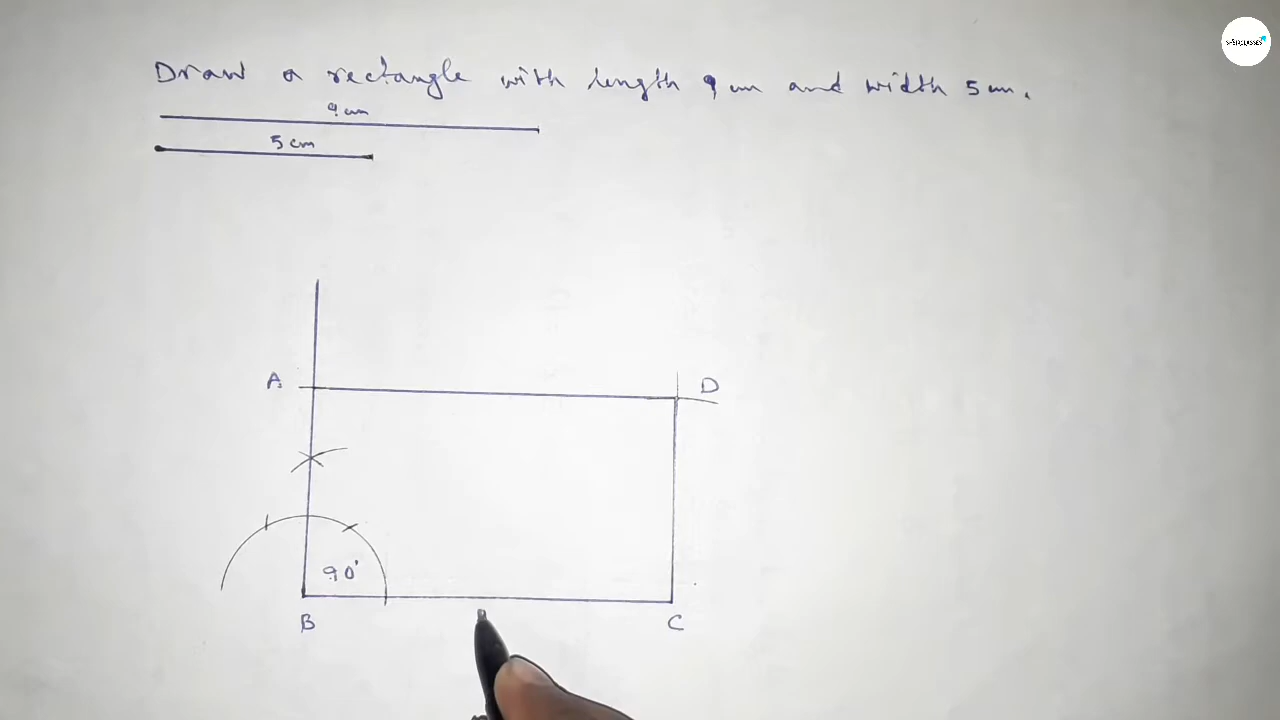 Draw a rectangle with length 9 cm and width 5 cm.
9 cm
5 cm
A
D
90°
B
C